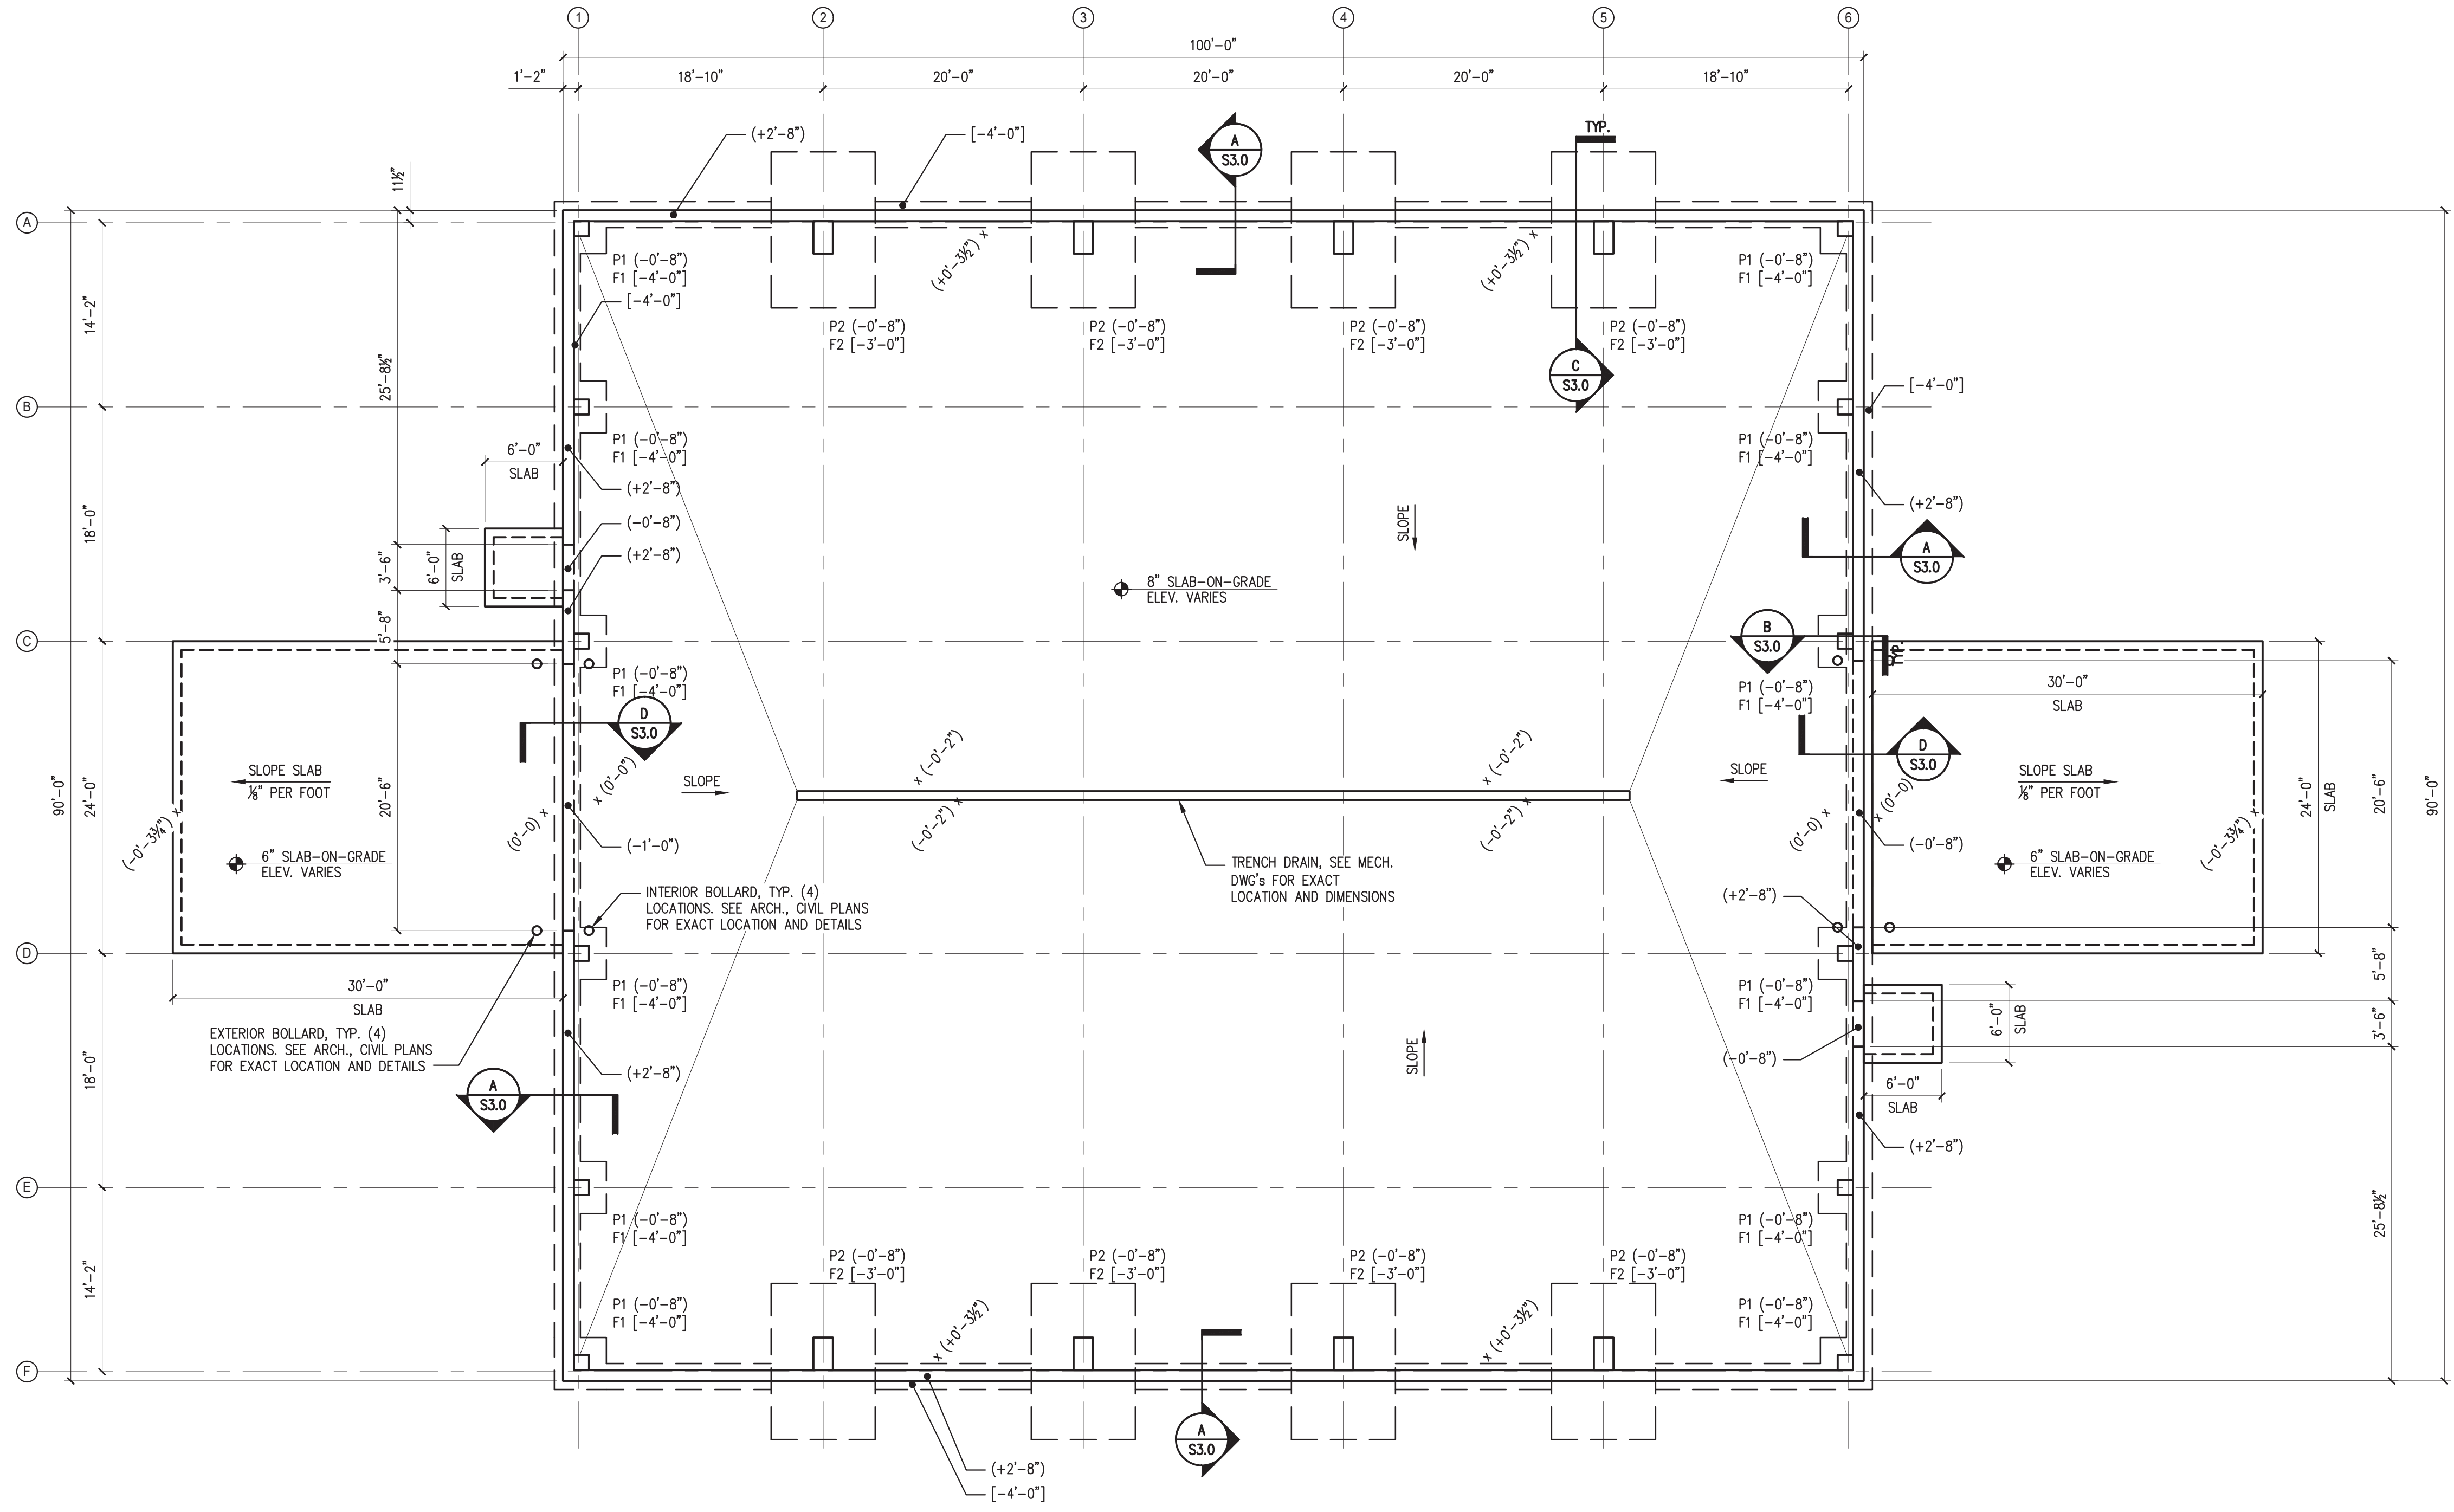 1
2
3
4
5
6
100'-0"
1'-2"
18'-10"
20'-0"
20'-0"
20'-0"
18'-10"
(+2'-8")
[-4'-0"]
A
S3.0
TYP.
11½"
A
P1 (-0'-8")
F1 [-4'-0"]
(+0'-3½") x
(+0'-3½") x
P1 (-0'-8")
F1 [-4'-0"]
[-4'-0"]
14'-2"
P2 (-0'-8")
F2 [-3'-0"]
P2 (-0'-8")
F2 [-3'-0"]
P2 (-0'-8")
F2 [-3'-0"]
P2 (-0'-8")
F2 [-3'-0"]
25'-8½"
C
S3.0
[-4'-0"]
B
P1 (-0'-8")
F1 [-4'-0"]
P1 (-0'-8")
F1 [-4'-0"]
6'-0"
SLAB
(+2'-8")
(+2'-8")
18'-0"
(-0'-8")
SLOPE
(+2'-8")
A
S3.0
3'-6"
6'-0"
SLAB
8" SLAB-ON-GRADE
ELEV. VARIES
5'-8"
C
B
S3.0
TYP.
P1 (-0'-8")
F1 [-4'-0"]
P1 (-0'-8")
F1 [-4'-0"]
30'-0"
SLAB
D
S3.0
D
S3.0
x (-0'-2")
x (-0'-2")
SLOPE SLAB
⅛" PER FOOT
x (0'-0")
SLOPE
SLOPE
SLOPE SLAB
⅛" PER FOOT
90'-0"
24'-0"
20'-6"
24'-0"
SLAB
20'-6"
90'-0"
(-0'-3¾") x
(0'-0) x
(-0'-2") x
(-0'-2") x
(0'-0) x
x (0'-0)
(-0'-3¾") x
(-1'-0")
(-0'-8")
6" SLAB-ON-GRADE
ELEV. VARIES
6" SLAB-ON-GRADE
ELEV. VARIES
TRENCH DRAIN, SEE MECH.
DWG's FOR EXACT
LOCATION AND DIMENSIONS
INTERIOR BOLLARD, TYP. (4)
LOCATIONS. SEE ARCH., CIVIL PLANS
FOR EXACT LOCATION AND DETAILS
(+2'-8")
D
30'-0"
SLAB
P1 (-0'-8")
F1 [-4'-0"]
P1 (-0'-8")
F1 [-4'-0"]
5'-8"
EXTERIOR BOLLARD, TYP. (4)
LOCATIONS. SEE ARCH., CIVIL PLANS
FOR EXACT LOCATION AND DETAILS
6'-0"
SLAB
3'-6"
18'-0"
SLOPE
(+2'-8")
(-0'-8")
A
S3.0
6'-0"
SLAB
(+2'-8")
E
P1 (-0'-8")
F1 [-4'-0"]
P1 (-0'-8")
F1 [-4'-0"]
25'-8½"
14'-2"
P2 (-0'-8")
F2 [-3'-0"]
P2 (-0'-8")
F2 [-3'-0"]
P2 (-0'-8")
F2 [-3'-0"]
P2 (-0'-8")
F2 [-3'-0"]
P1 (-0'-8")
F1 [-4'-0"]
x (+0'-3½")
x (+0'-3½")
P1 (-0'-8")
F1 [-4'-0"]
F
A
S3.0
(+2'-8")
[-4'-0"]